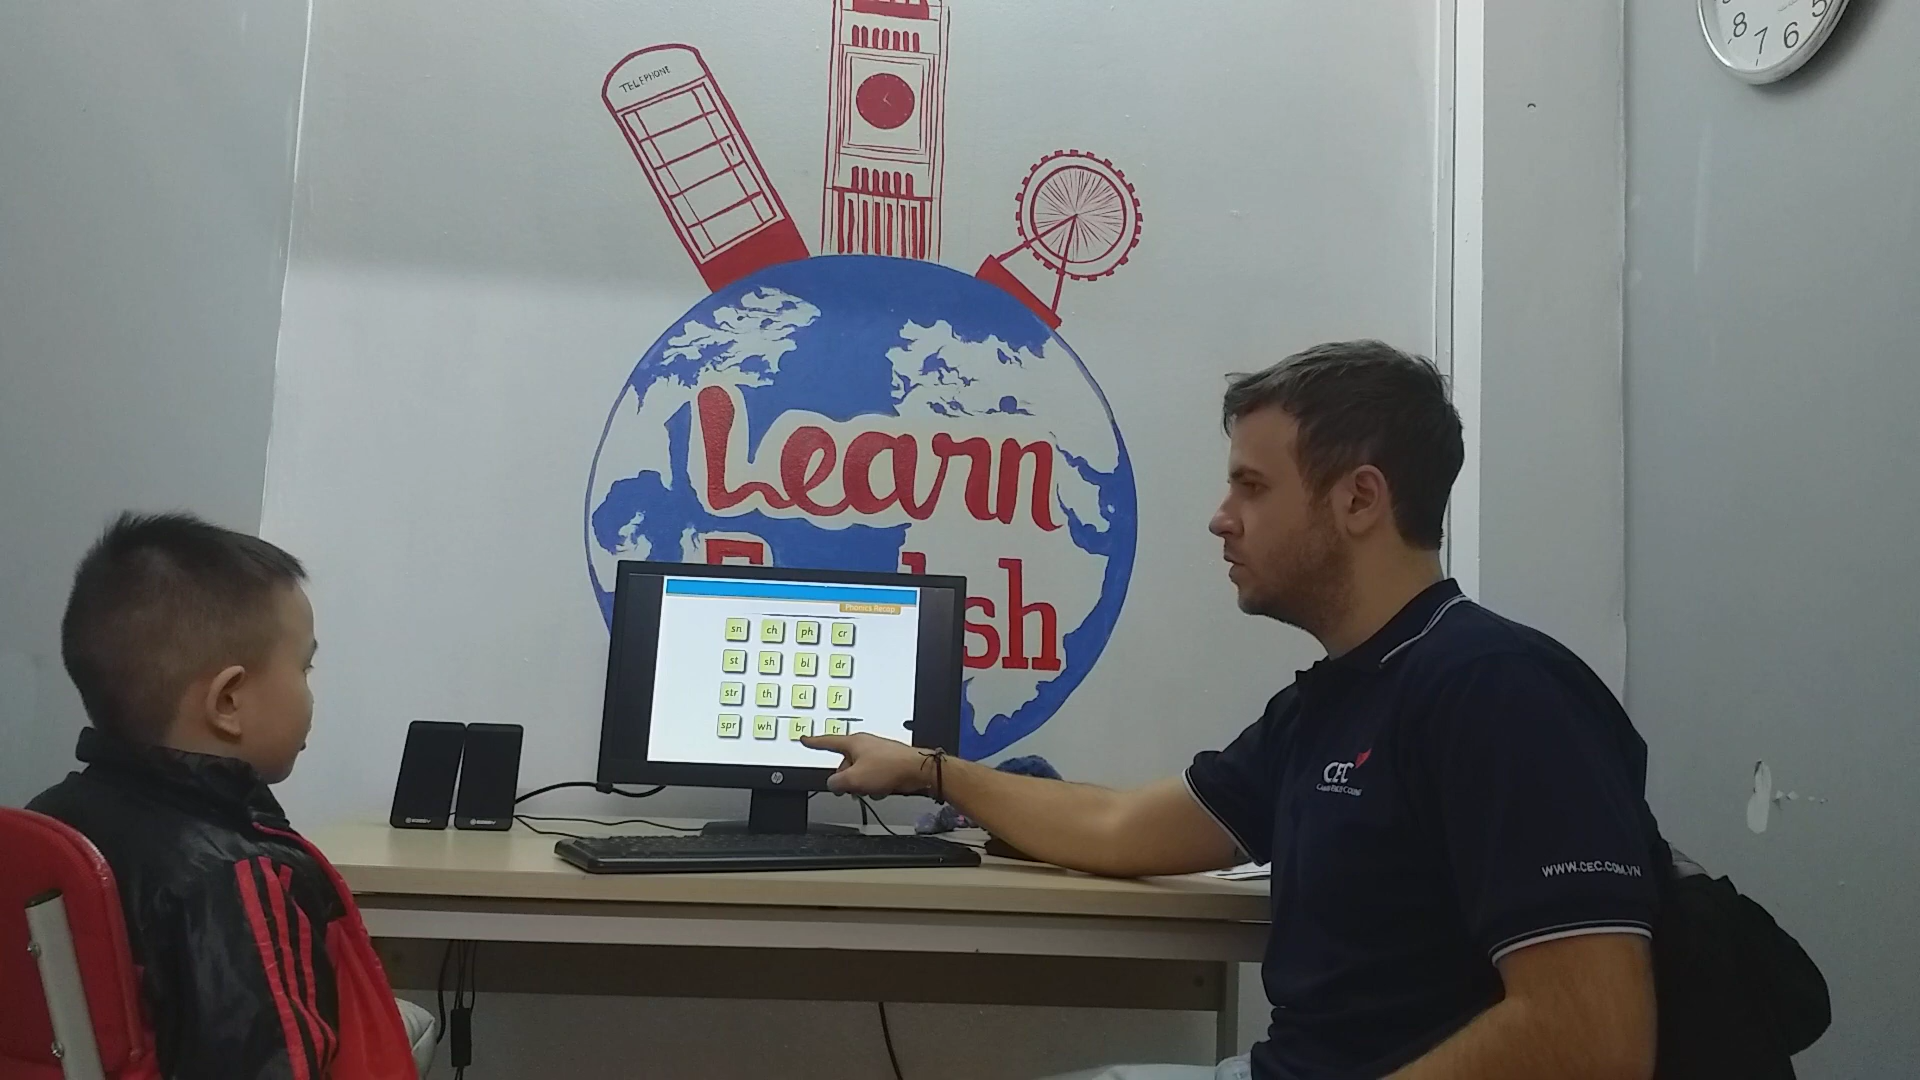 TELEPHONE
8 7 6 5
Learn
sh
Phonics Recap
sn ch ph cr
st sh bl dr
str th cl fr
spr wh br tr
hp
CEC
WWW.CEC.COM.VN